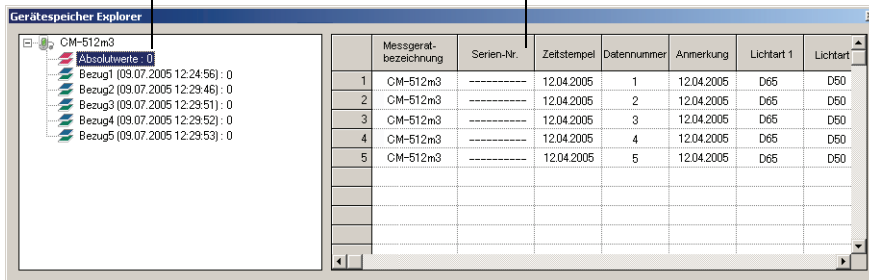 Gerätespeicher Explorer
CM-512m3
Absolutwerte : 0
Bezug1 (09.07.2005 12:24:56) : 0
Bezug2 (09.07.2005 12:29:46) : 0
Bezug3 (09.07.2005 12:29:51) : 0
Bezug4 (09.07.2005 12:29:52) : 0
Bezug5 (09.07.2005 12:29:53) : 0
Messgerat-bezeichnung Serien-Nr. Zeitstempel Datennummer Anmerkung Lichtart 1 Lichtart
1 CM-512m3 ---------- 12.04.2005 1 12.04.2005 D65 D50
2 CM-512m3 ---------- 12.04.2005 2 12.04.2005 D65 D50
3 CM-512m3 ---------- 12.04.2005 3 12.04.2005 D65 D50
4 CM-512m3 ---------- 12.04.2005 4 12.04.2005 D65 D50
5 CM-512m3 ---------- 12.04.2005 5 12.04.2005 D65 D50